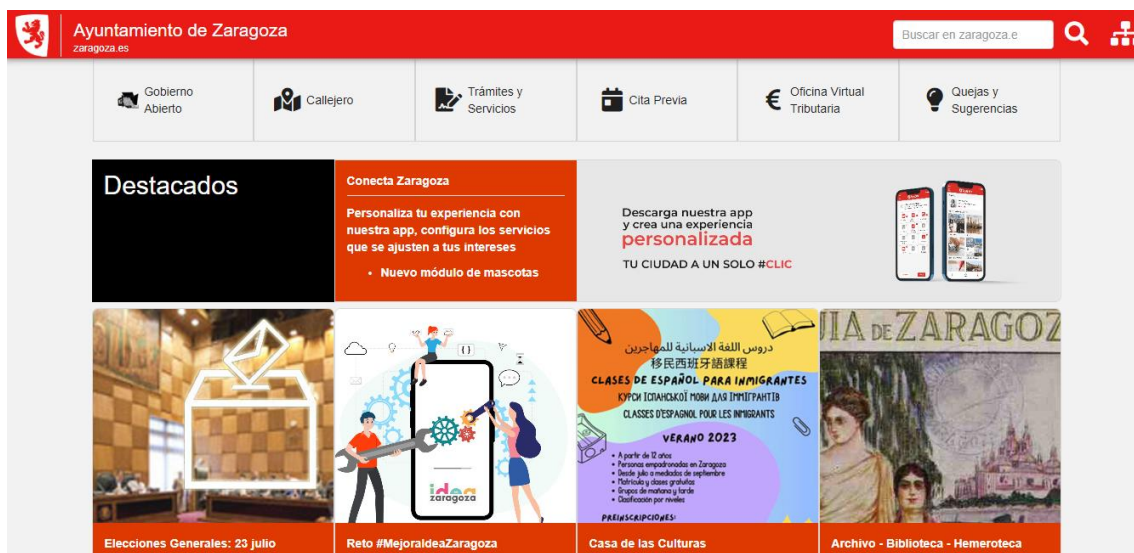 Ayuntamiento de Zaragoza
zaragoza.es
Buscar en zaragoza.e
Gobierno
Abierto
Callejero
Trámites y
Servicios
Cita Previa
Oficina Virtual
Tributaria
Quejas y
Sugerencias
Destacados
Conecta Zaragoza
Personaliza tu experiencia con
nuestra app, configura los servicios
que se ajusten a tus intereses
• Nuevo módulo de mascotas
Descarga nuestra app
y crea una experiencia
personalizada
TU CIUDAD A UN SOLO #CLIC
idea
zaragoza
دروس اللغة الاسبانية للمهاجرين
移民西班牙語課程
CLASES DE ESPAÑOL PARA INMIGRANTES
КУРСИ ІСПАНСЬКОЇ МОВИ ДЛЯ ІММІГРАНТІВ
CLASSES D'ESPAGNOL POUR LES INMIGRANTS
VERANO 2023
• A partir de 12 años
• Personas empadronadas en Zaragoza
• Desde julio a mediados de septiembre
• Matrícula y clases gratuitas
• Grupos de mañana y tarde
• Clasificación por niveles
PREINSCRIPCIONES:
UIA DE ZARAGOZ
Elecciones Generales: 23 julio
Reto #MejoraIdeaZaragoza
Casa de las Culturas
Archivo - Biblioteca - Hemeroteca